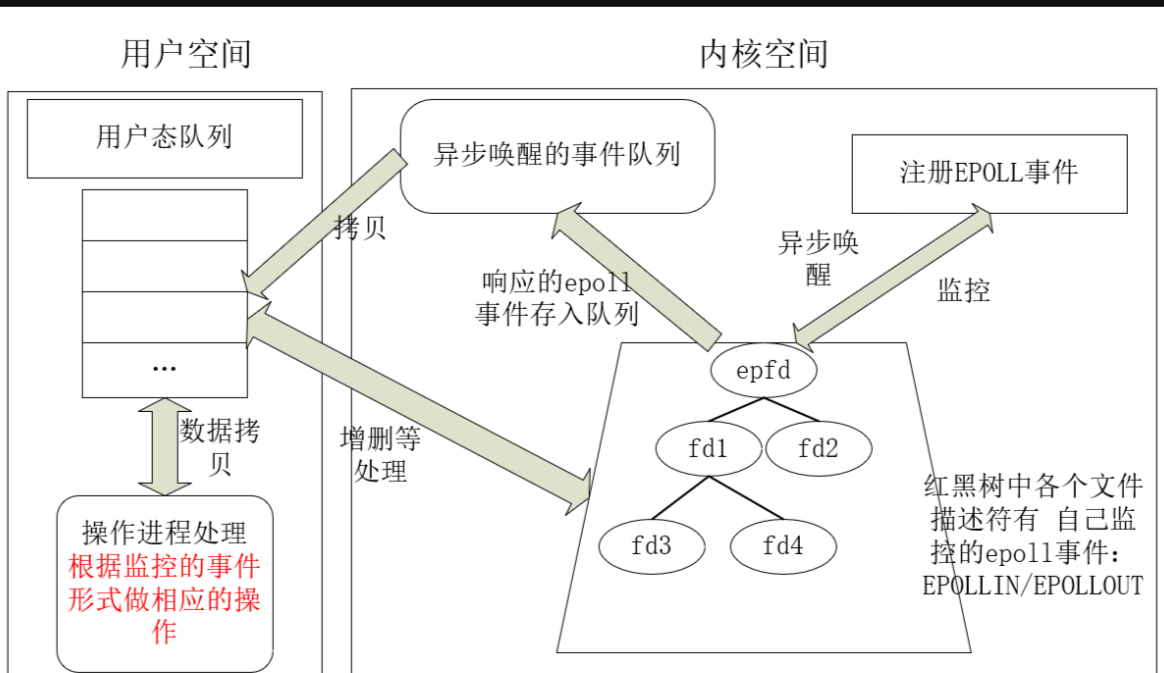 用户空间
内核空间
用户态队列
异步唤醒的事件队列
注册EPOLL事件
拷贝
异步唤
醒
监控
响应的epoll
事件存入队列
...
数据拷
贝
增删等
处理
epfd
fd1
fd2
fd3
fd4
操作进程处理
根据监控的事件
形式做相应的操
作
红黑树中各个文件
描述符有 自己监
控的epoll事件：
EPOLLIN/EPOLLOUT